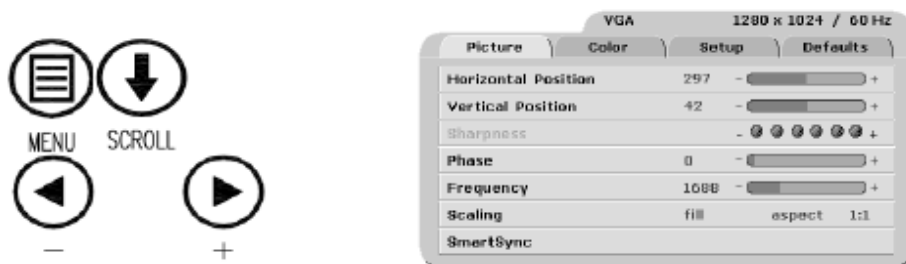 MENU SCROLL
− +
VGA 1280 x 1024 / 60 Hz
Picture Color Setup Defaults
Horizontal Position 297 - +
Vertical Position 42 - +
Sharpness - +
Phase 0 - +
Frequency 1688 - +
Scaling fill aspect 1:1
SmartSync